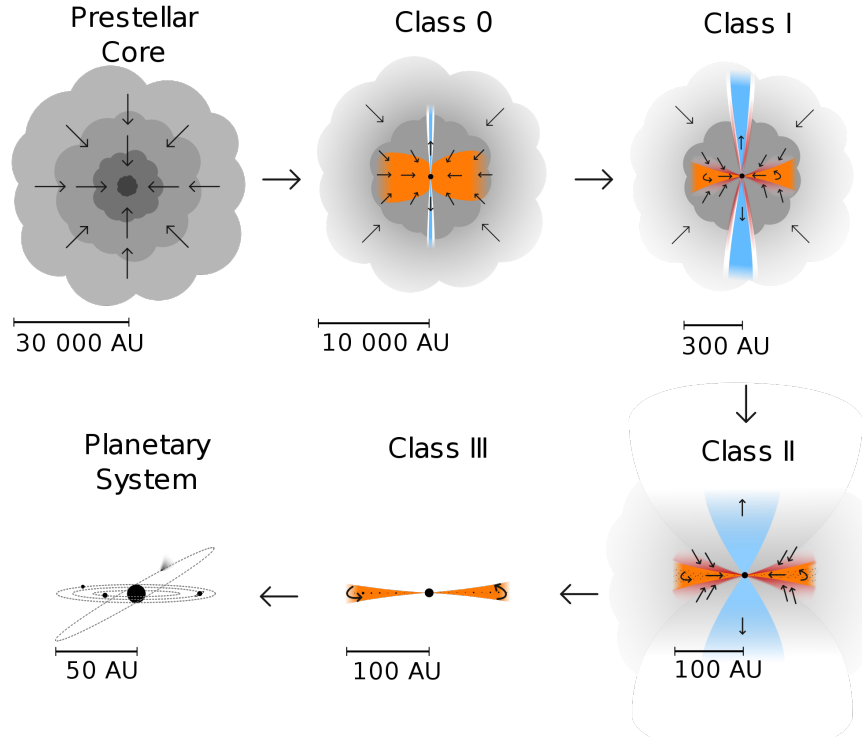 Prestellar
Core
Class 0
Class I
30 000 AU
10 000 AU
300 AU
Planetary
System
Class III
Class II
50 AU
100 AU
100 AU